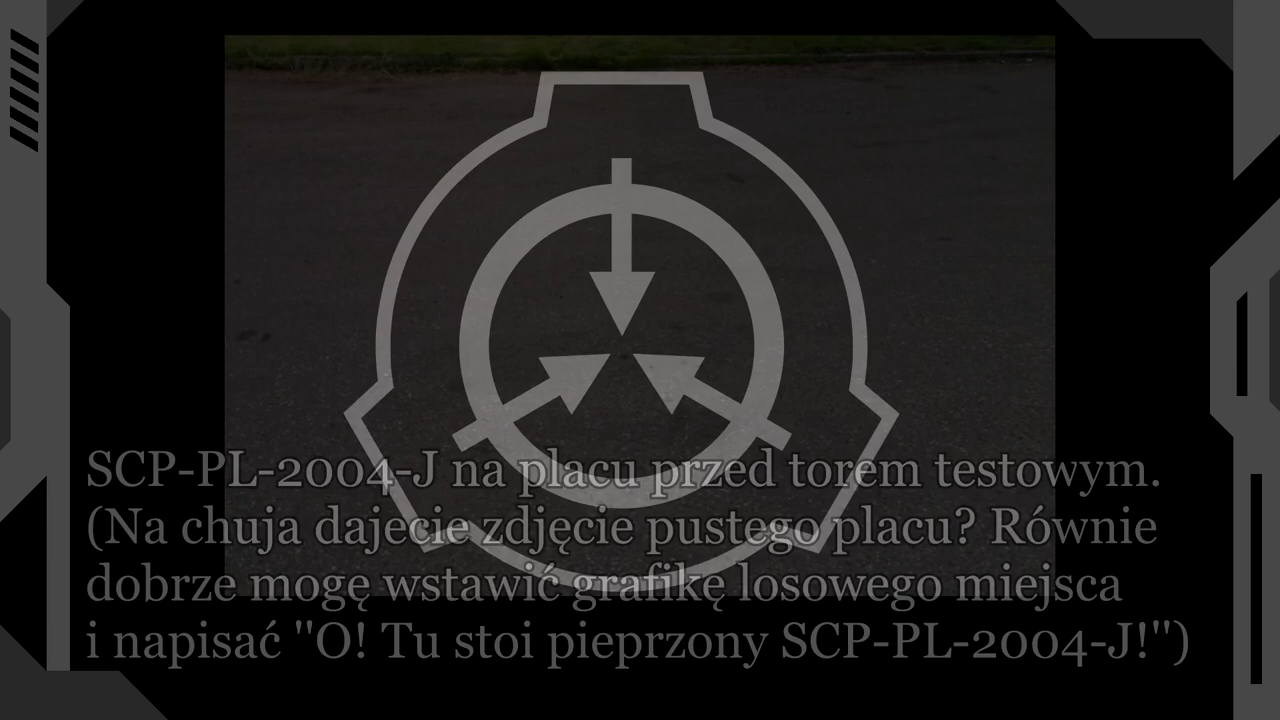 SCP-PL-2004-J na placu przed torem testowym.
(Na chuja dajecie zdjęcie pustego placu? Równie
dobrze mogę wstawić grafikę losowego miejsca
i napisać "O! Tu stoi pieprzony SCP-PL-2004-J!")